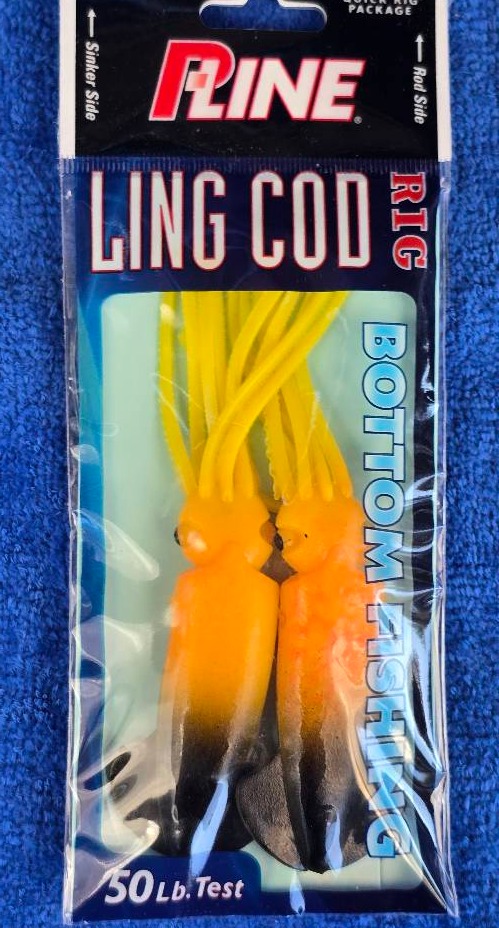 QUICK RIG
PACKAGE
← Sinker Side
← Rod Side
P-LINE®
LING COD RIG
BOTTOM FISHING
50 Lb. Test